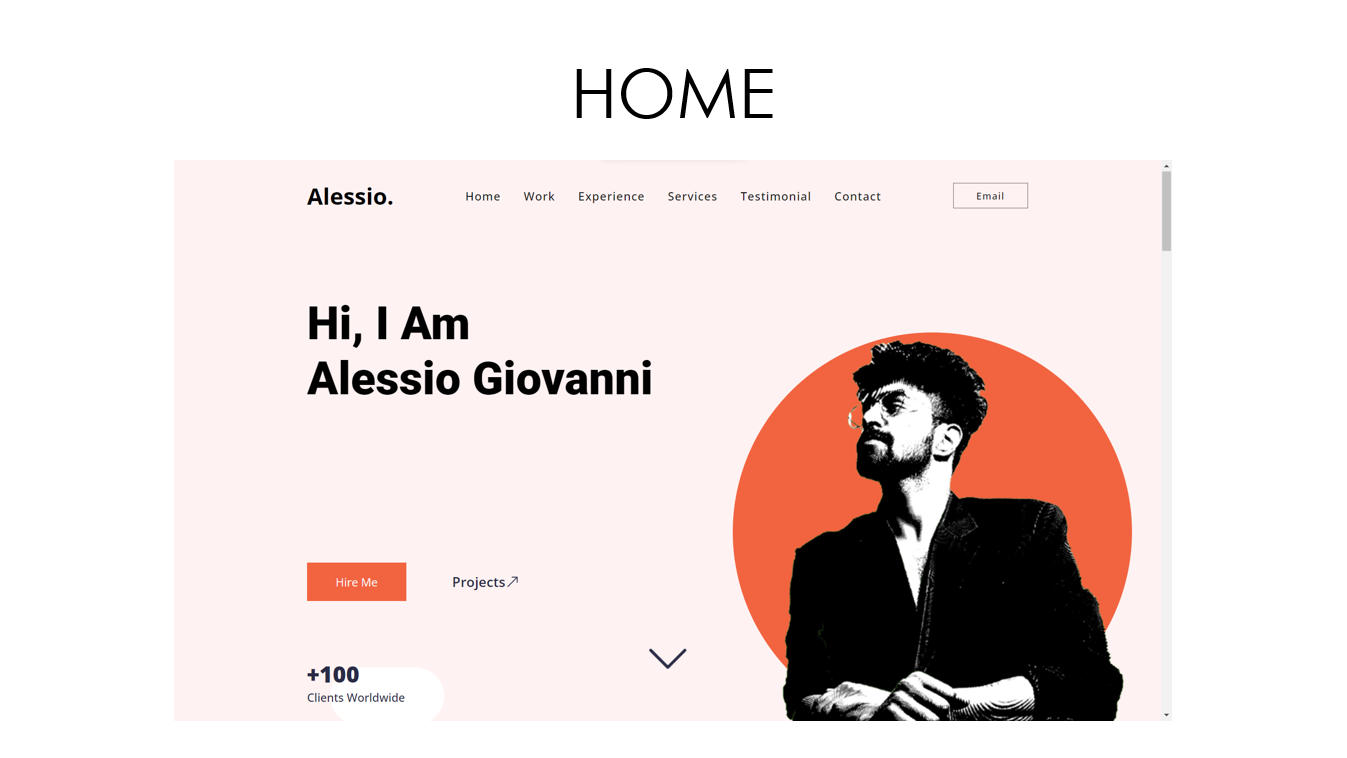 HOME
Alessio.
Home Work Experience Services Testimonial Contact
Email
Hi, I Am
Alessio Giovanni
Hire Me
Projects
+100
Clients Worldwide